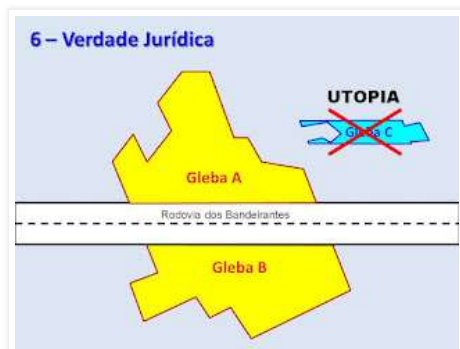 6 – Verdade Jurídica
UTOPIA
Gleba C
Gleba A
Rodovia dos Bandeirantes
Gleba B